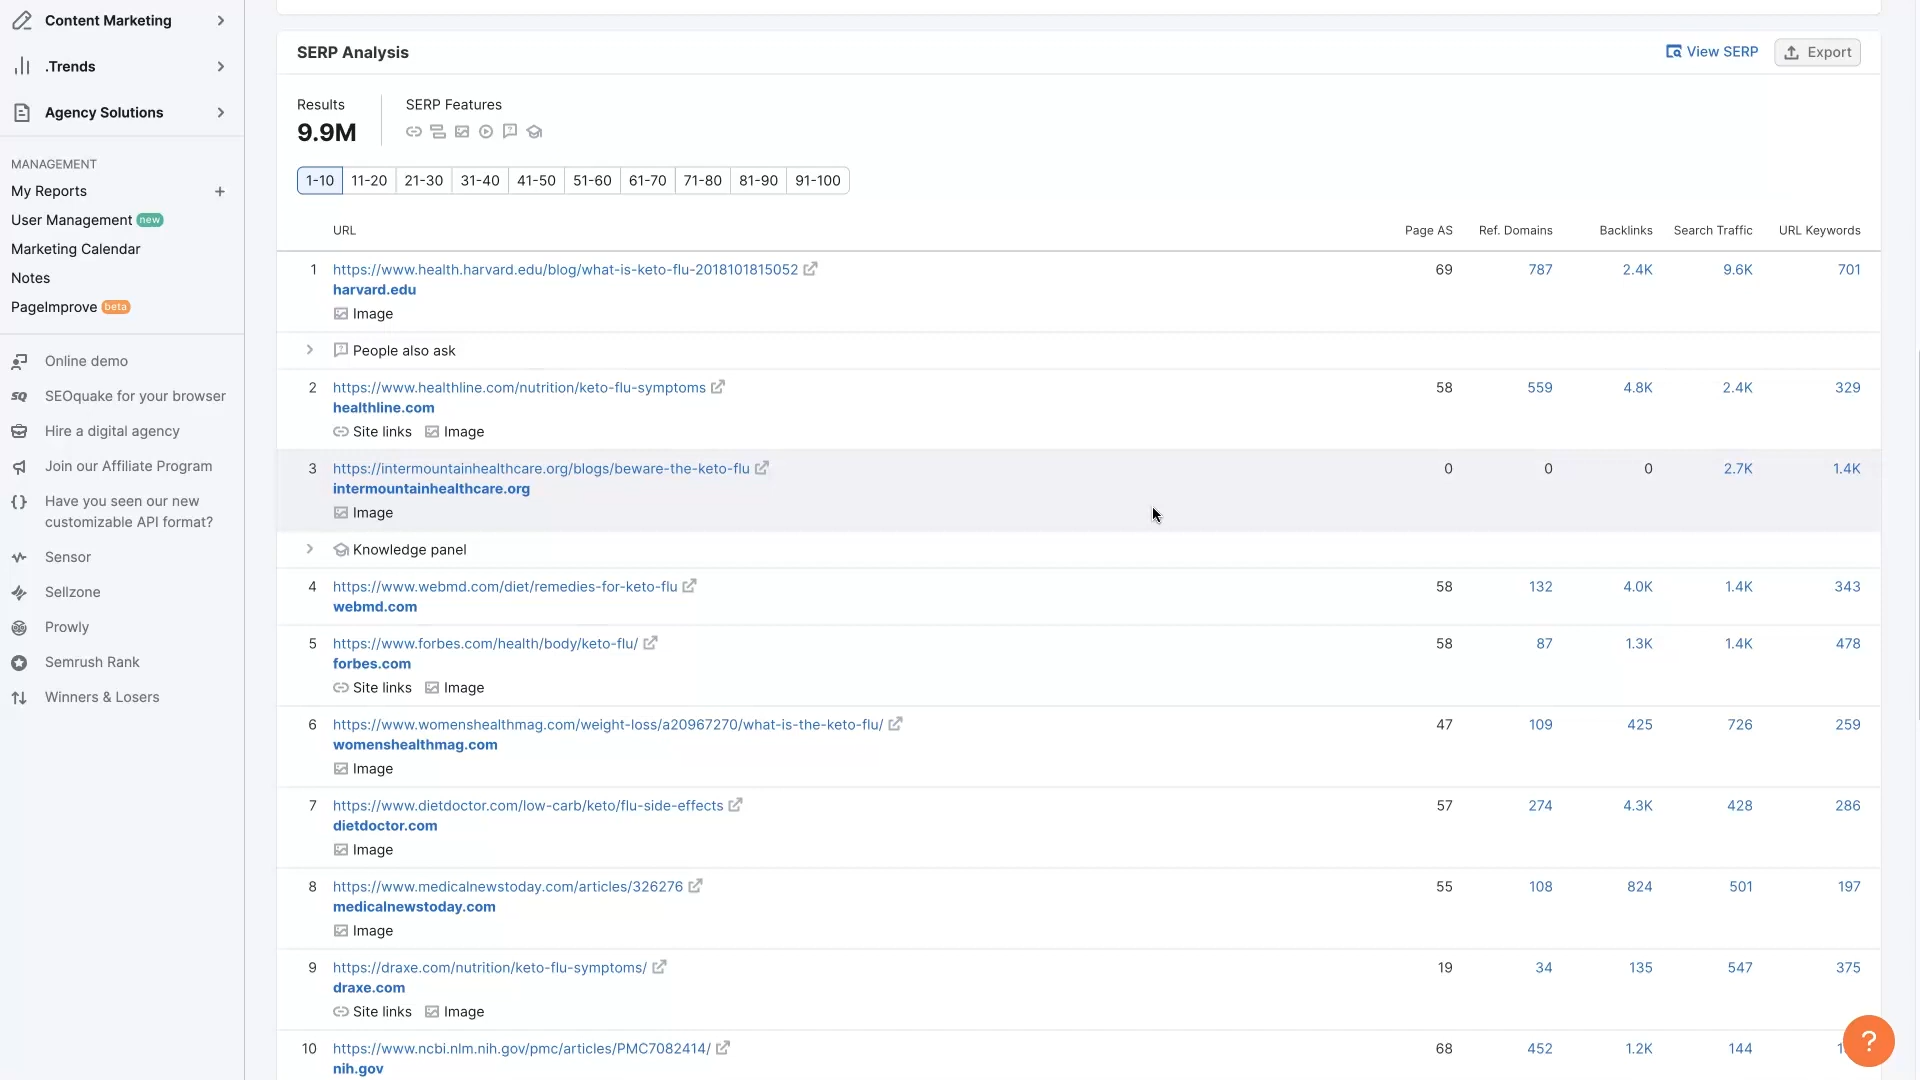 Content Marketing
.Trends
Agency Solutions
MANAGEMENT
My Reports +
User Management new
Marketing Calendar
Notes
PageImprove beta
Online demo
SEOquake for your browser
Hire a digital agency
Join our Affiliate Program
Have you seen our new
customizable API format?
Sensor
Sellzone
Prowly
Semrush Rank
Winners & Losers
SERP Analysis
View SERP
Export
Results
9.9M
SERP Features
1-10 11-20 21-30 31-40 41-50 51-60 61-70 71-80 81-90 91-100
URL Page AS Ref. Domains Backlinks Search Traffic URL Keywords
1 https://www.health.harvard.edu/blog/what-is-keto-flu-2018101815052 69 787 2.4K 9.6K 701
harvard.edu
Image
People also ask
2 https://www.healthline.com/nutrition/keto-flu-symptoms 58 559 4.8K 2.4K 329
healthline.com
Site links Image
3 https://intermountainhealthcare.org/blogs/beware-the-keto-flu 0 0 0 2.7K 1.4K
intermountainhealthcare.org
Image
Knowledge panel
4 https://www.webmd.com/diet/remedies-for-keto-flu 58 132 4.0K 1.4K 343
webmd.com
5 https://www.forbes.com/health/body/keto-flu/ 58 87 1.3K 1.4K 478
forbes.com
Site links Image
6 https://www.womenshealthmag.com/weight-loss/a20967270/what-is-the-keto-flu/ 47 109 425 726 259
womenshealthmag.com
Image
7 https://www.dietdoctor.com/low-carb/keto/flu-side-effects 57 274 4.3K 428 286
dietdoctor.com
Image
8 https://www.medicalnewstoday.com/articles/326276 55 108 824 501 197
medicalnewstoday.com
Image
9 https://draxe.com/nutrition/keto-flu-symptoms/ 19 34 135 547 375
draxe.com
Site links Image
10 https://www.ncbi.nlm.nih.gov/pmc/articles/PMC7082414/ 68 452 1.2K 144
nih.gov
?